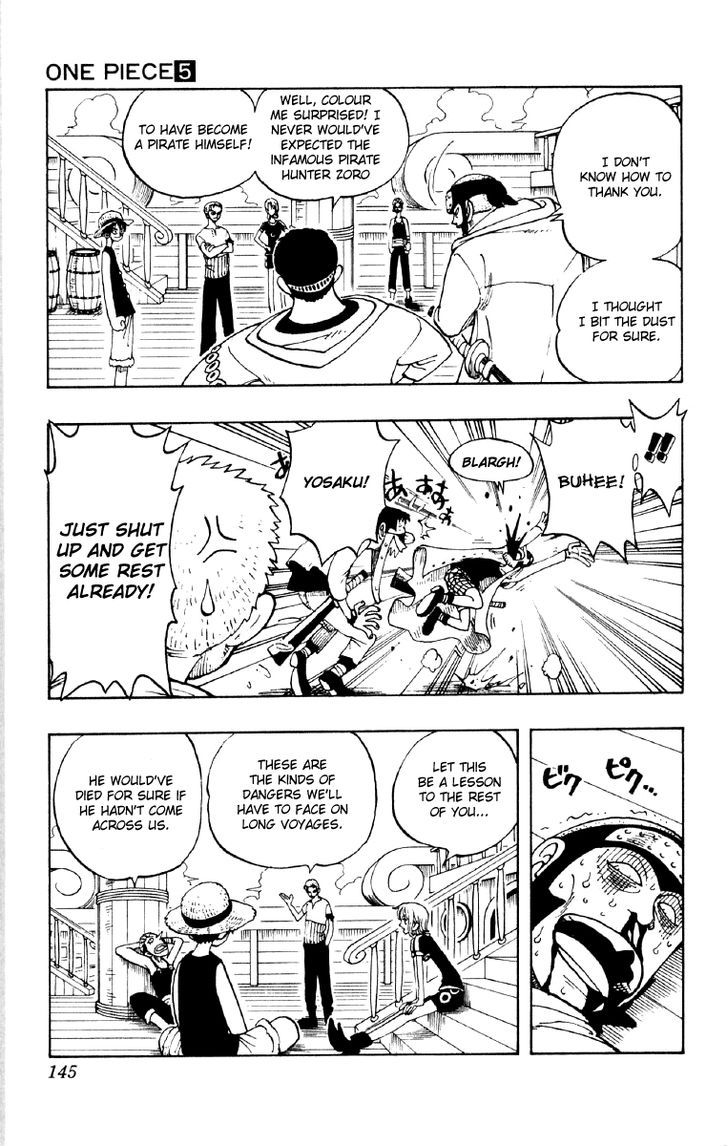 ONE PIECE 5
I DON'T
KNOW HOW TO
THANK YOU.
I THOUGHT
I BIT THE DUST
FOR SURE.
WELL, COLOUR
ME SURPRISED! I
NEVER WOULD'VE
EXPECTED THE
INFAMOUS PIRATE
HUNTER ZORO
TO HAVE BECOME
A PIRATE HIMSELF!
!!
BUHEE!
BLARGH!
YOSAKU!
JUST SHUT
UP AND GET
SOME REST
ALREADY!
ピク…
ビク
LET THIS
BE A LESSON
TO THE REST
OF YOU...
THESE ARE
THE KINDS OF
DANGERS WE'LL
HAVE TO FACE ON
LONG VOYAGES.
HE WOULD'VE
DIED FOR SURE IF
HE HADN'T COME
ACROSS US.
145